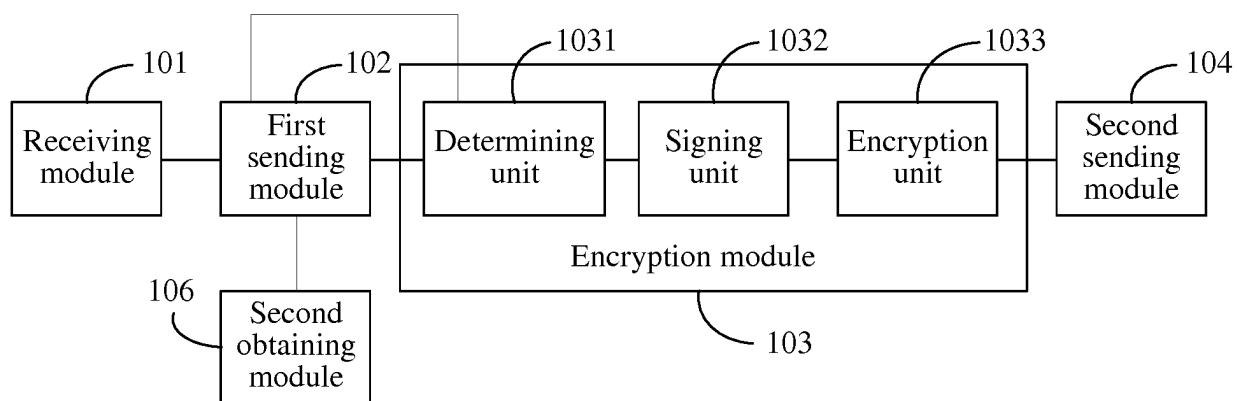 101
102
1031
1032
1033
104
Receiving
module
First
sending
module
Determining
unit
Signing
unit
Encryption
unit
Second
sending
module
Encryption module
106
Second
obtaining
module
103